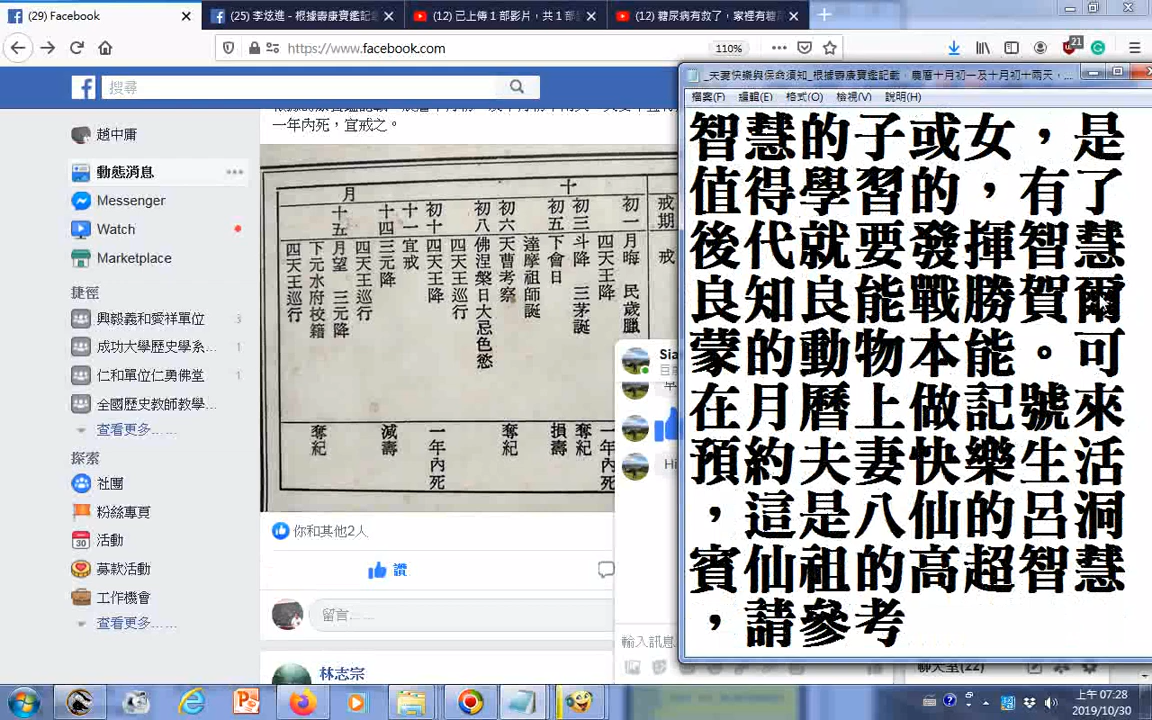 (29) Facebook
(25) 李炫進 - 根據壽康寶鑑記載
(12) 已上傳 1 部影片，共 1 部
(12) 糖尿病有救了，家裡有糖
https://www.facebook.com
110%
21
搜尋
趙中庸
動態消息
Messenger
Watch
Marketplace
捷徑
興毅義和愛祥單位 3
成功大學歷史學系... 1
仁和單位仁勇佛堂 1
全國歷史教師教學...
查看更多......
探索
社團
粉絲專頁
活動
募款活動
工作機會
查看更多......
一年內死，宜戒之。
十月
戒期 戒
初一 月晦 民歲臘 四天王降 一年內死
初三 斗降 三茅誕 奪紀
初五 下會日 達摩祖師誕 損壽
初六 天曹考察 奪紀
初八 佛涅槃日大忌色慾 四天王巡行
初十 四天王降 一年內死
十一 宜戒
十四 三元降 四天王巡行 減壽
十五 月望 三元降 下元水府校籍 四天王巡行 奪紀
你和其他2人
讚
留言......
林志宗
Sia
Hi
輸入訊息
聊天室(22)
_夫妻快樂與保命須知_根據壽康寶鑑記載，農曆十月初一及十月初十兩天，...
檔案(F) 編輯(E) 格式(O) 檢視(V) 說明(H)
智慧的子或女，是
值得學習的，有了
後代就要發揮智慧
良知良能戰勝賀爾
蒙的動物本能。可
在月曆上做記號來
預約夫妻快樂生活
，這是八仙的呂洞
賓仙祖的高超智慧
，請參考
上午 07:28
2019/10/30